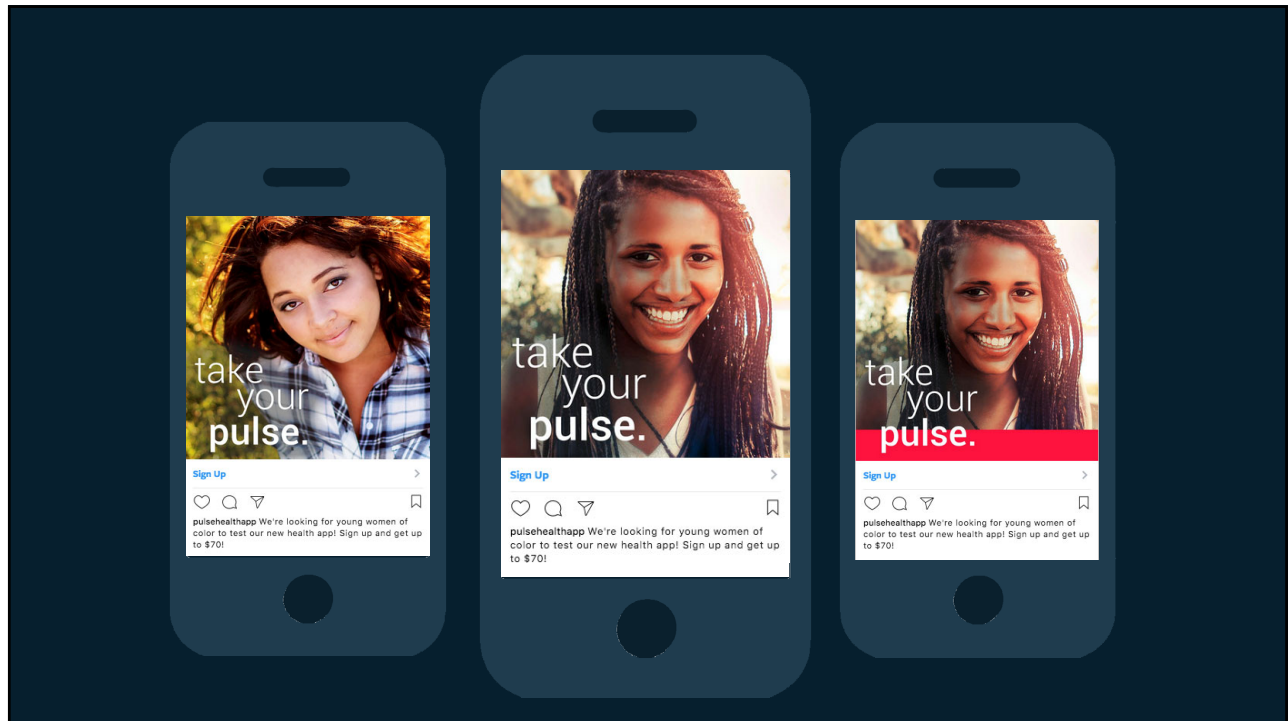 take
your
pulse.
Sign Up
pulsehealthapp We're looking for young women of
color to test our new health app! Sign up and get up
to $70!
take
your
pulse.
Sign Up
pulsehealthapp We're looking for young women of
color to test our new health app! Sign up and get up
to $70!
take
your
pulse.
Sign Up
pulsehealthapp We're looking for young women of
color to test our new health app! Sign up and get up
to $70!